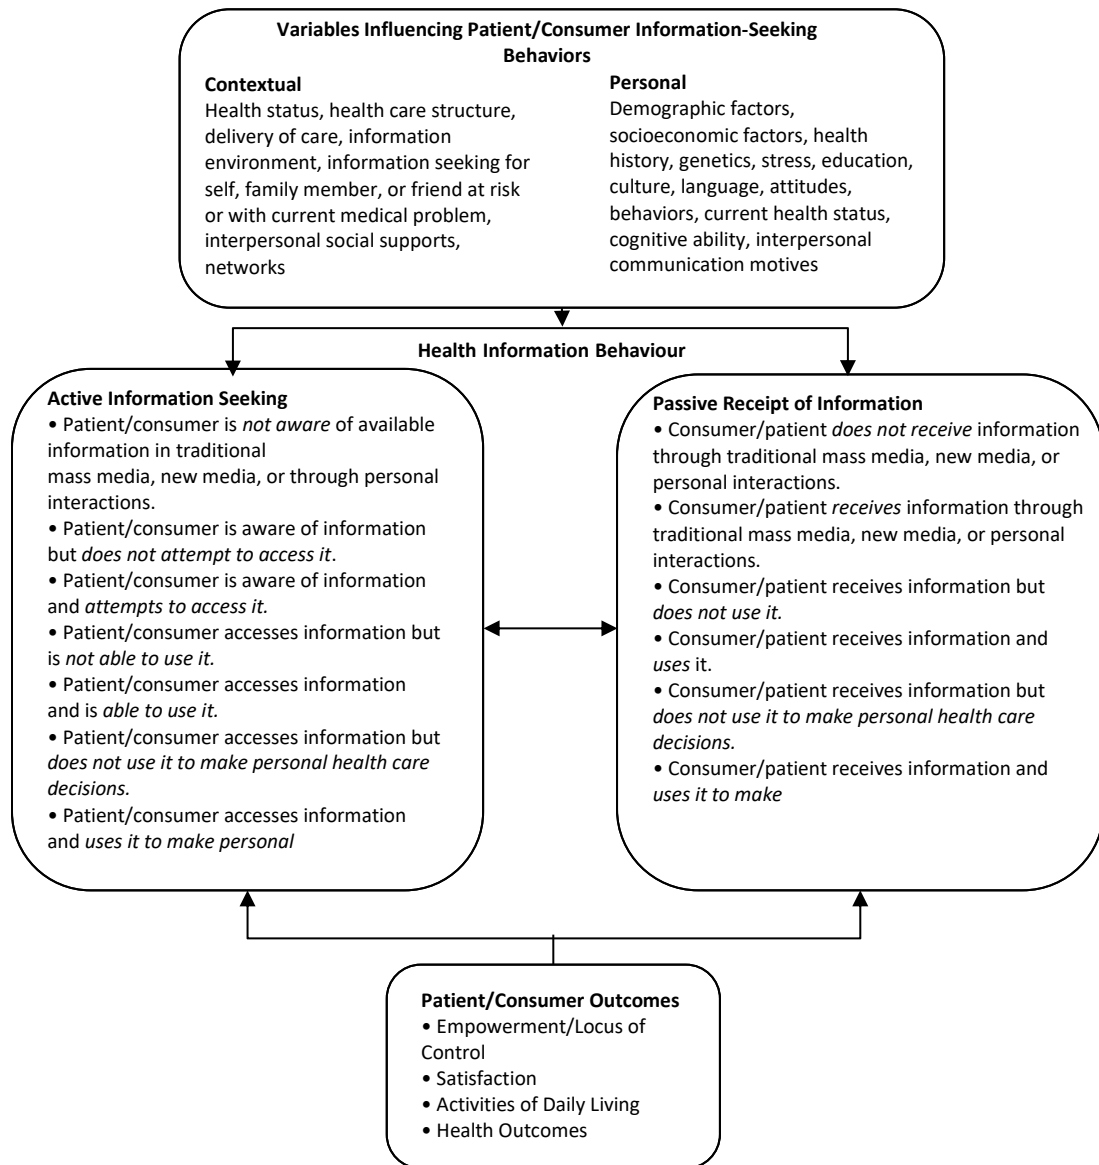 Variables Influencing Patient/Consumer Information-Seeking
Behaviors
Contextual
Health status, health care structure,
delivery of care, information
environment, information seeking for
self, family member, or friend at risk
or with current medical problem,
interpersonal social supports,
networks
Personal
Demographic factors,
socioeconomic factors, health
history, genetics, stress, education,
culture, language, attitudes,
behaviors, current health status,
cognitive ability, interpersonal
communication motives
Health Information Behaviour
Active Information Seeking
• Patient/consumer is not aware of available
information in traditional
mass media, new media, or through personal
interactions.
• Patient/consumer is aware of information
but does not attempt to access it.
• Patient/consumer is aware of information
and attempts to access it.
• Patient/consumer accesses information but
is not able to use it.
• Patient/consumer accesses information
and is able to use it.
• Patient/consumer accesses information but
does not use it to make personal health care
decisions.
• Patient/consumer accesses information
and uses it to make personal
Passive Receipt of Information
• Consumer/patient does not receive information
through traditional mass media, new media, or
personal interactions.
• Consumer/patient receives information through
traditional mass media, new media, or personal
interactions.
• Consumer/patient receives information but
does not use it.
• Consumer/patient receives information and
uses it.
• Consumer/patient receives information but
does not use it to make personal health care
decisions.
• Consumer/patient receives information and
uses it to make
Patient/Consumer Outcomes
• Empowerment/Locus of
Control
• Satisfaction
• Activities of Daily Living
• Health Outcomes